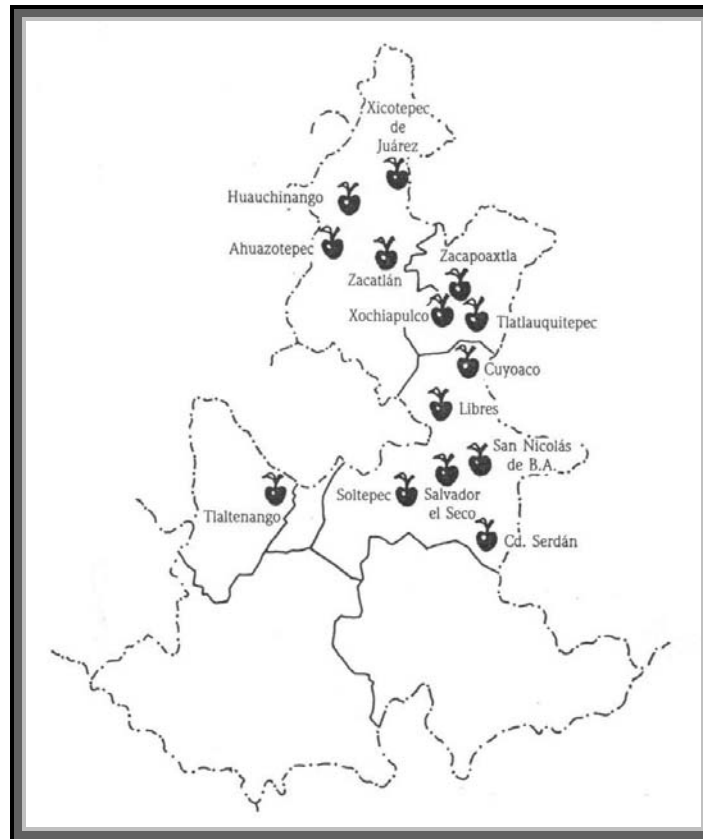 Xicotepec
de
Juárez
Huauchinango
Ahuazotepec
Zacatlán
Zacapoaxtla
Xochiapulco
Tlatlauquitepec
Cuyoaco
Libres
San Nicolás
de B.A.
Tlaltenango
Soltepec
Salvador
el Seco
Cd. Serdán